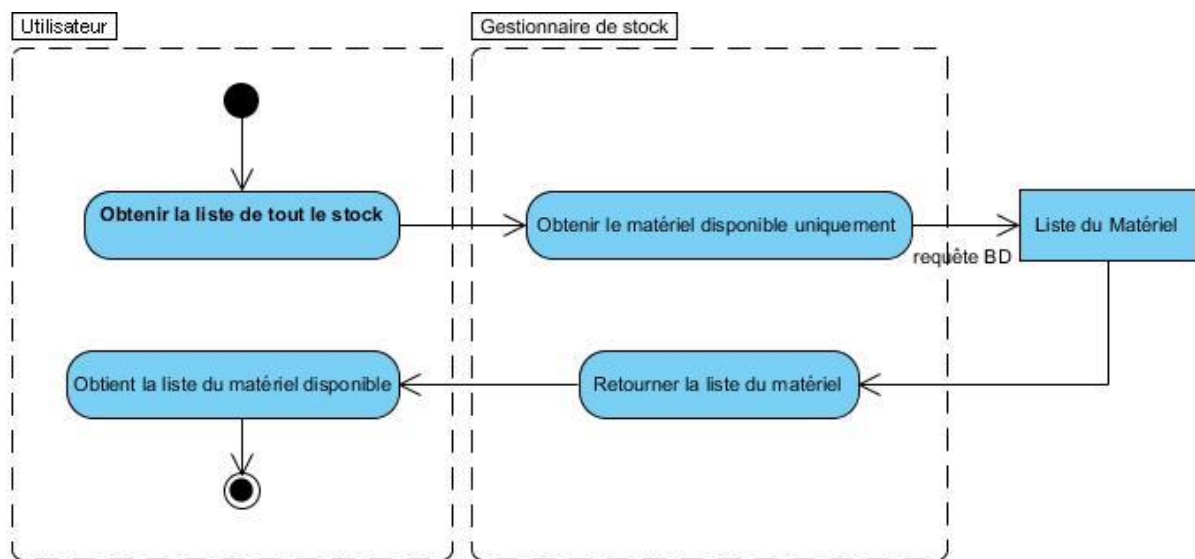 Utilisateur
Gestionnaire de stock
Obtenir la liste de tout le stock
Obtenir le matériel disponible uniquement
requête BD
Liste du Matériel
Obtient la liste du matériel disponible
Retourner la liste du matériel